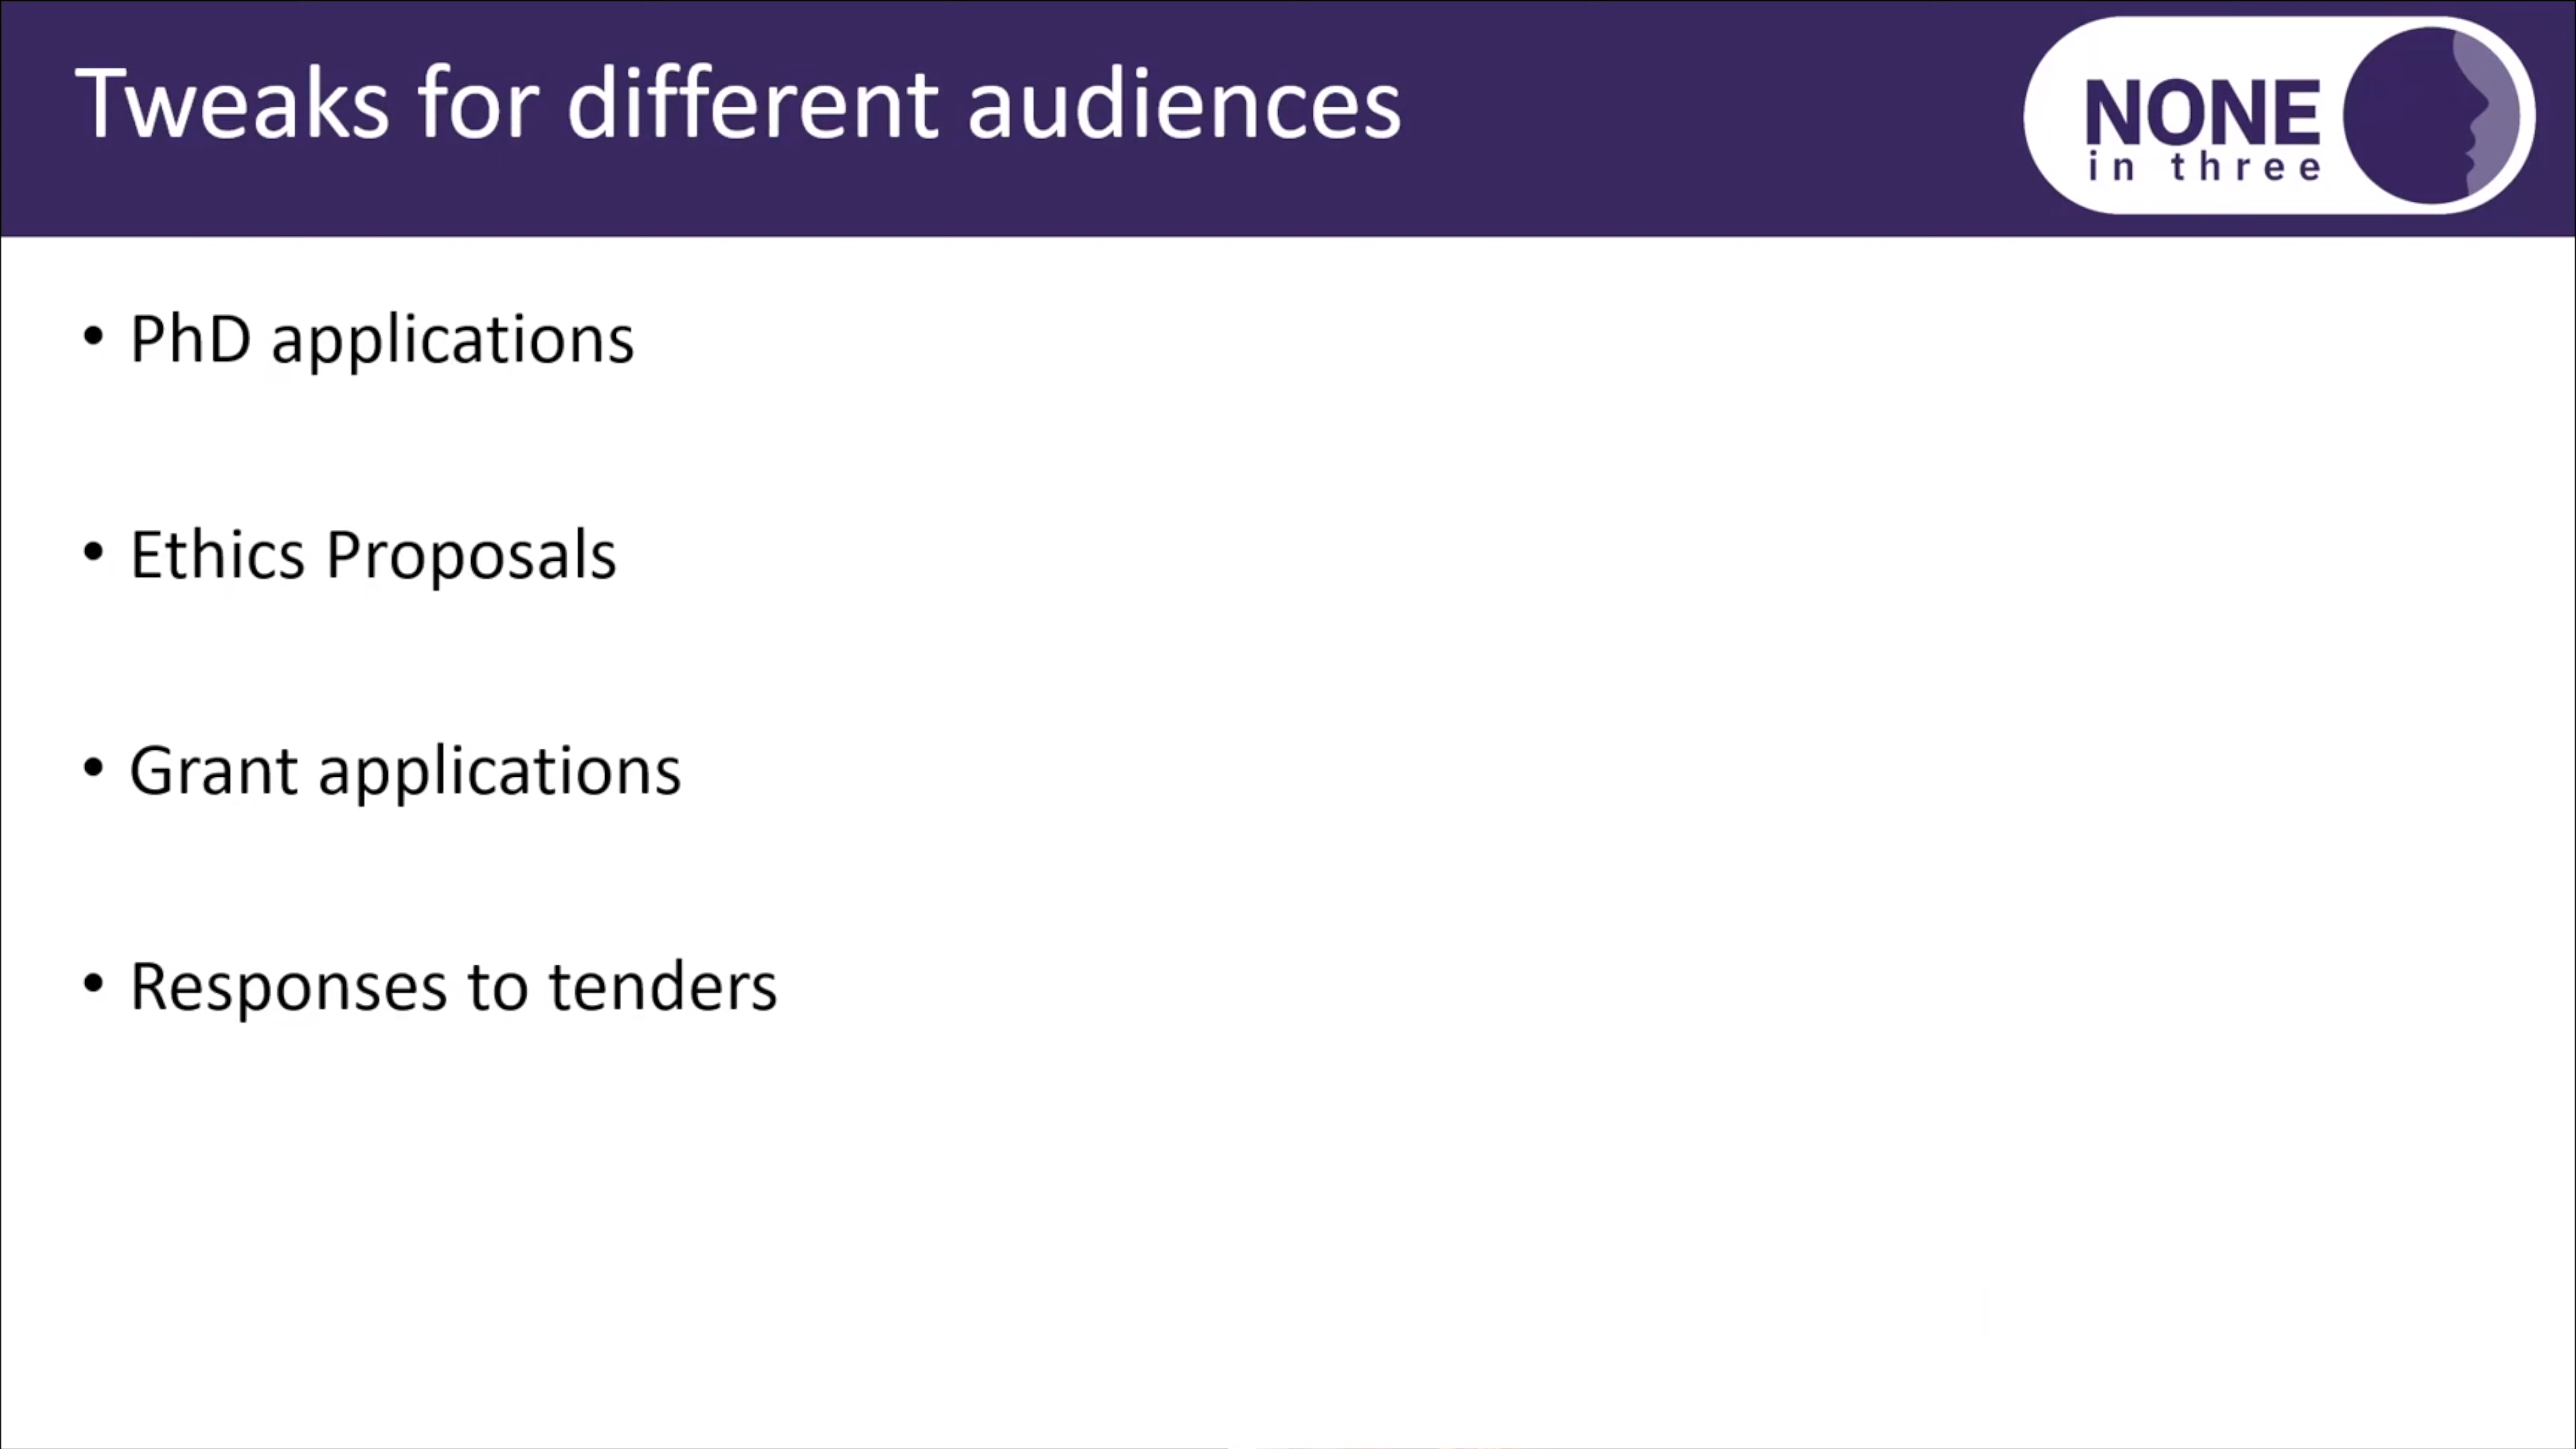 Tweaks for different audiences
NONE
in three
• PhD applications
• Ethics Proposals
• Grant applications
• Responses to tenders